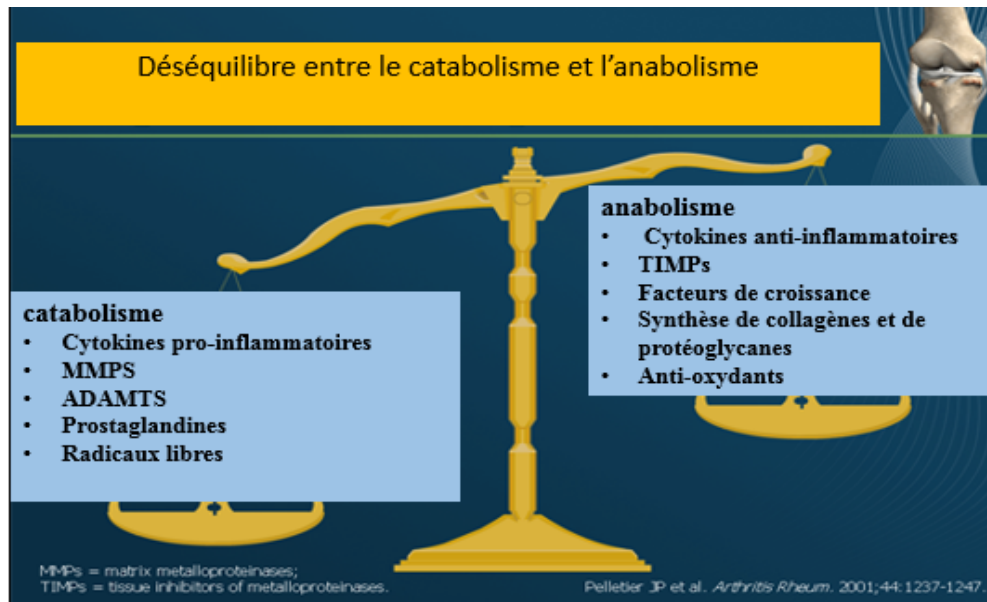 Déséquilibre entre le catabolisme et l'anabolisme
anabolisme
• Cytokines anti-inflammatoires
• TIMPs
• Facteurs de croissance
• Synthèse de collagènes et de
protéoglycanes
• Anti-oxydants
catabolisme
• Cytokines pro-inflammatoires
• MMPS
• ADAMTS
• Prostaglandines
• Radicaux libres
MMPs = matrix metalloproteinases;
TIMPs = tissue inhibitors of metalloproteinases.
Pelletier JP et al. Arthritis Rheum. 2001;44:1237-1247.